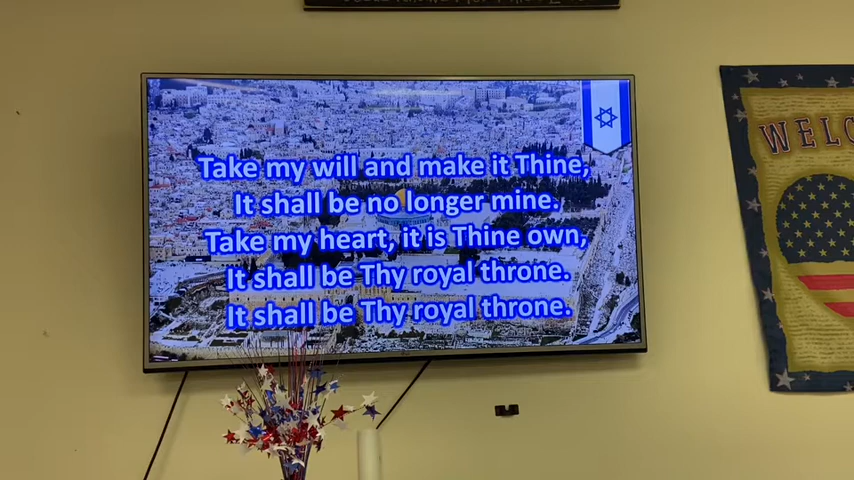 Take my will and make it Thine,
It shall be no longer mine.
Take my heart, it is Thine own,
It shall be Thy royal throne.
It shall be Thy royal throne.